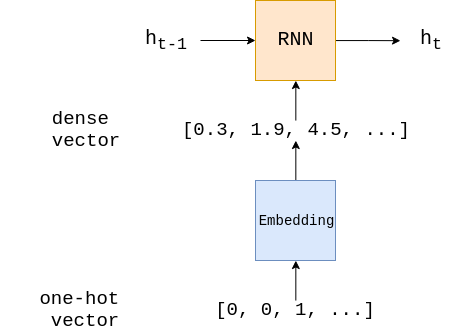 h_{t-1} RNN h_t
dense
vector
[0.3, 1.9, 4.5, ...]
Embedding
one-hot
vector
[0, 0, 1, ...]